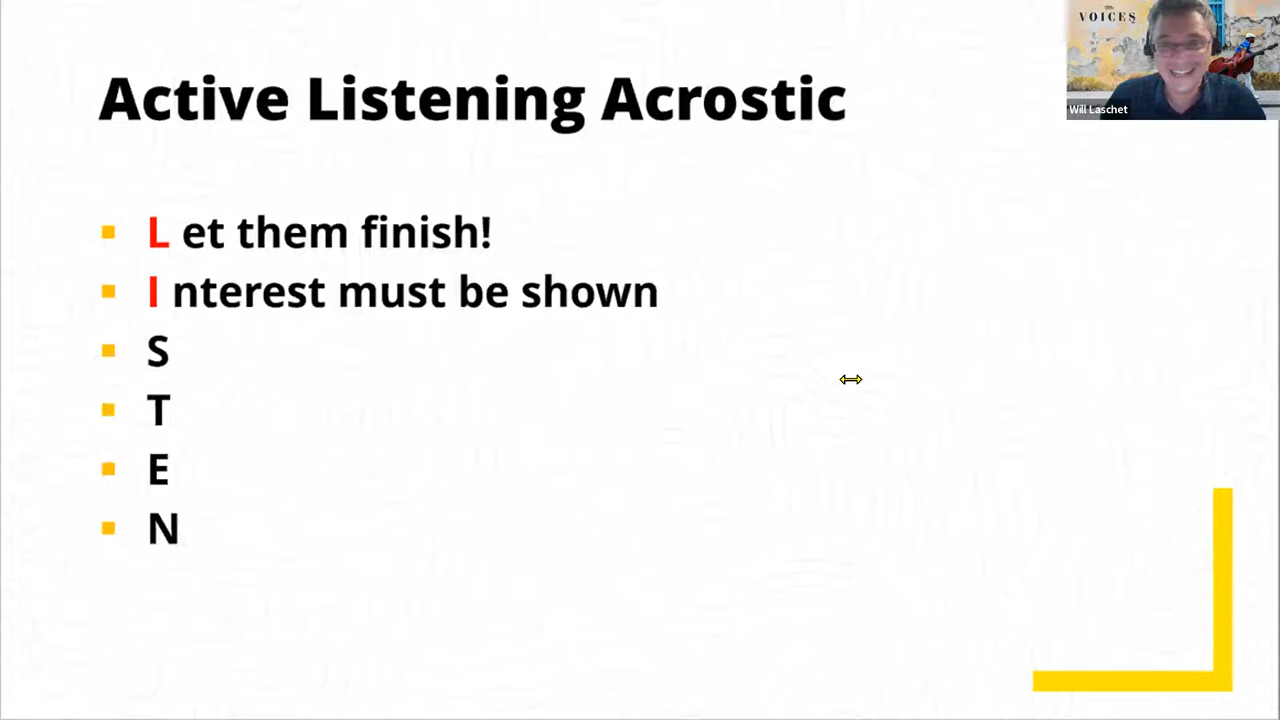 VOICES
Will Laschet
Active Listening Acrostic
L et them finish!
I nterest must be shown
S
T
E
N